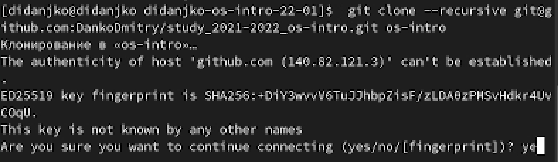 [didanjko@didanjko didanjko-os-intro-22-01]$ git clone --recursive git@g
ithub.com:DankoDmitry/study_2021-2022_os-intro.git os-intro
Клонирование в «os-intro»…
The authenticity of host 'github.com (140.82.121.3)' can't be established
.
ED25519 key fingerprint is SHA256:+DiY3wvvV6TuJJhbpZisF/zLDA0zPMSvHdkr4Uv
COqU.
This key is not known by any other names
Are you sure you want to continue connecting (yes/no/[fingerprint])? ye